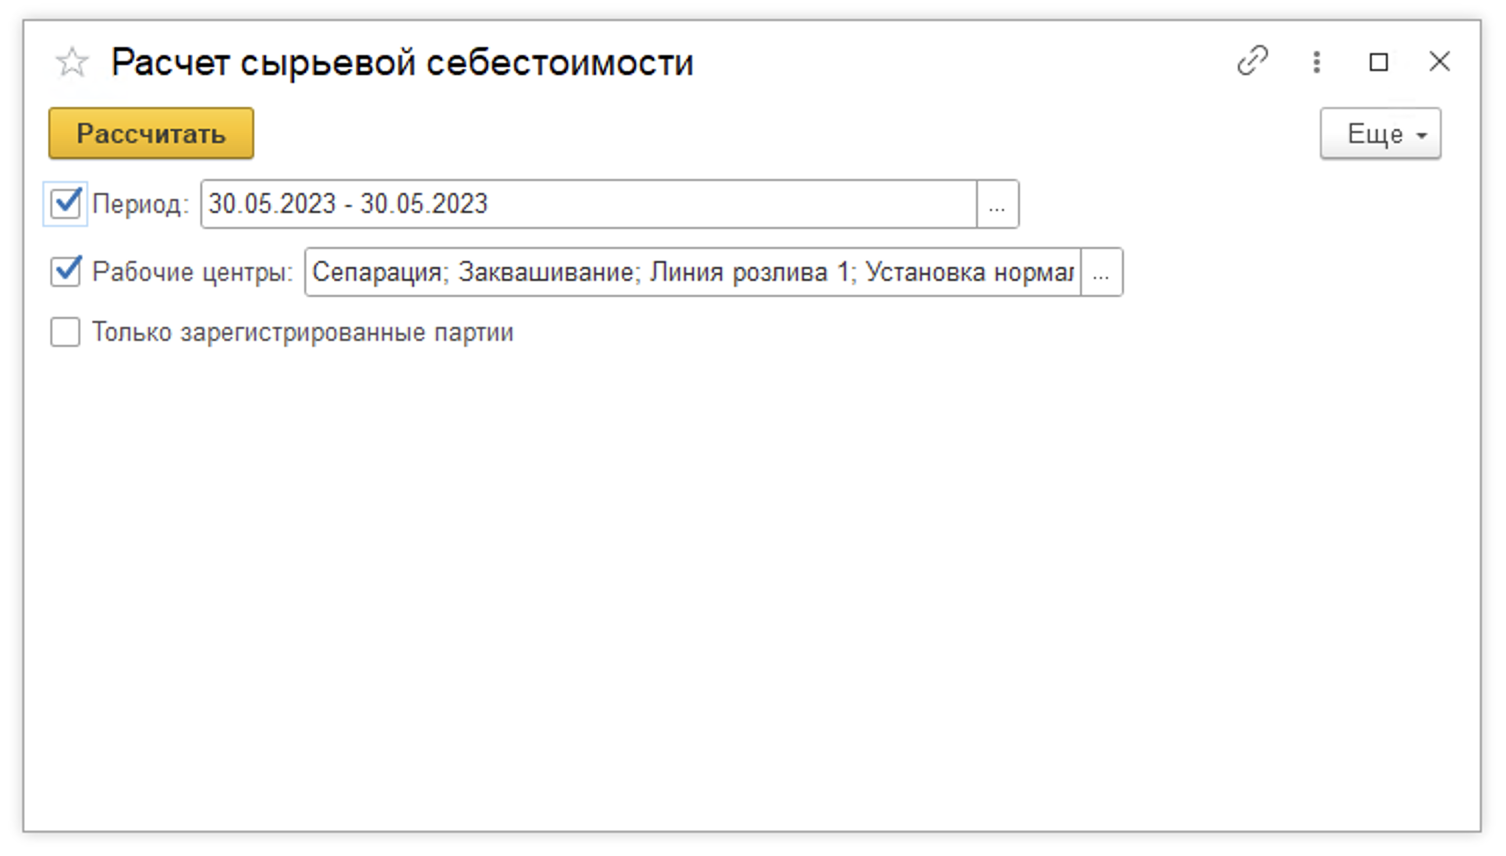 Расчет сырьевой себестоимости
Рассчитать
Еще
Период: 30.05.2023 - 30.05.2023 ...
Рабочие центры: Сепарация; Заквашивание; Линия розлива 1; Установка ...
Только зарегистрированные партии